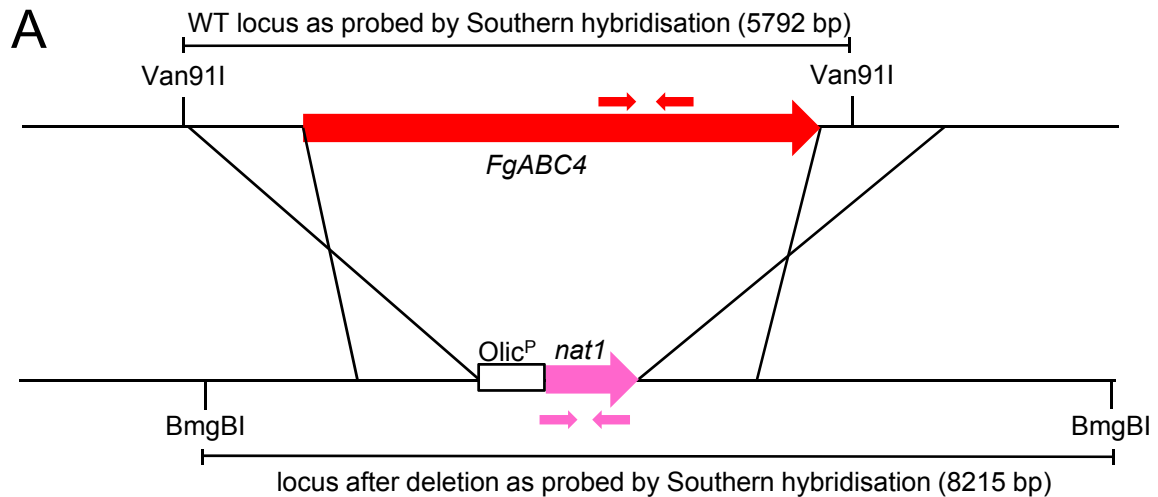 A
WT locus as probed by Southern hybridisation (5792 bp)
Van91I
Van91I
FgABC4
Olicᴾ
nat1
BmgBI
BmgBI
locus after deletion as probed by Southern hybridisation (8215 bp)